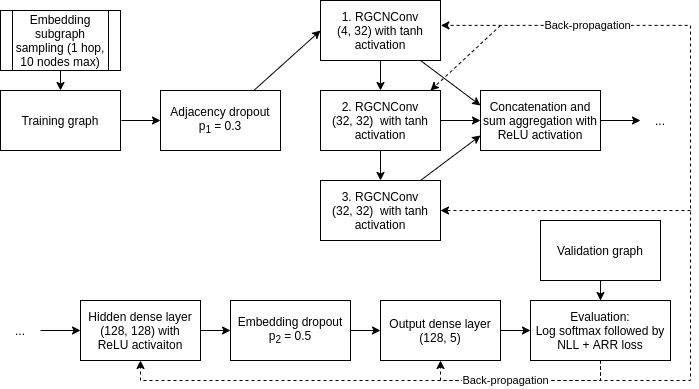 Embedding
subgraph
sampling (1 hop,
10 nodes max)
Training graph
Adjacency dropout
p1 = 0.3
1. RGCNConv
(4, 32) with tanh
activation
2. RGCNConv
(32, 32) with tanh
activation
3. RGCNConv
(32, 32) with tanh
activation
Back-propagation
Concatenation and
sum aggregation with
ReLU activation
...
Validation graph
...
Hidden dense layer
(128, 128) with
ReLU activaiton
Embedding dropout
p2 = 0.5
Output dense layer
(128, 5)
Evaluation:
Log softmax followed by
NLL + ARR loss
Back-propagation